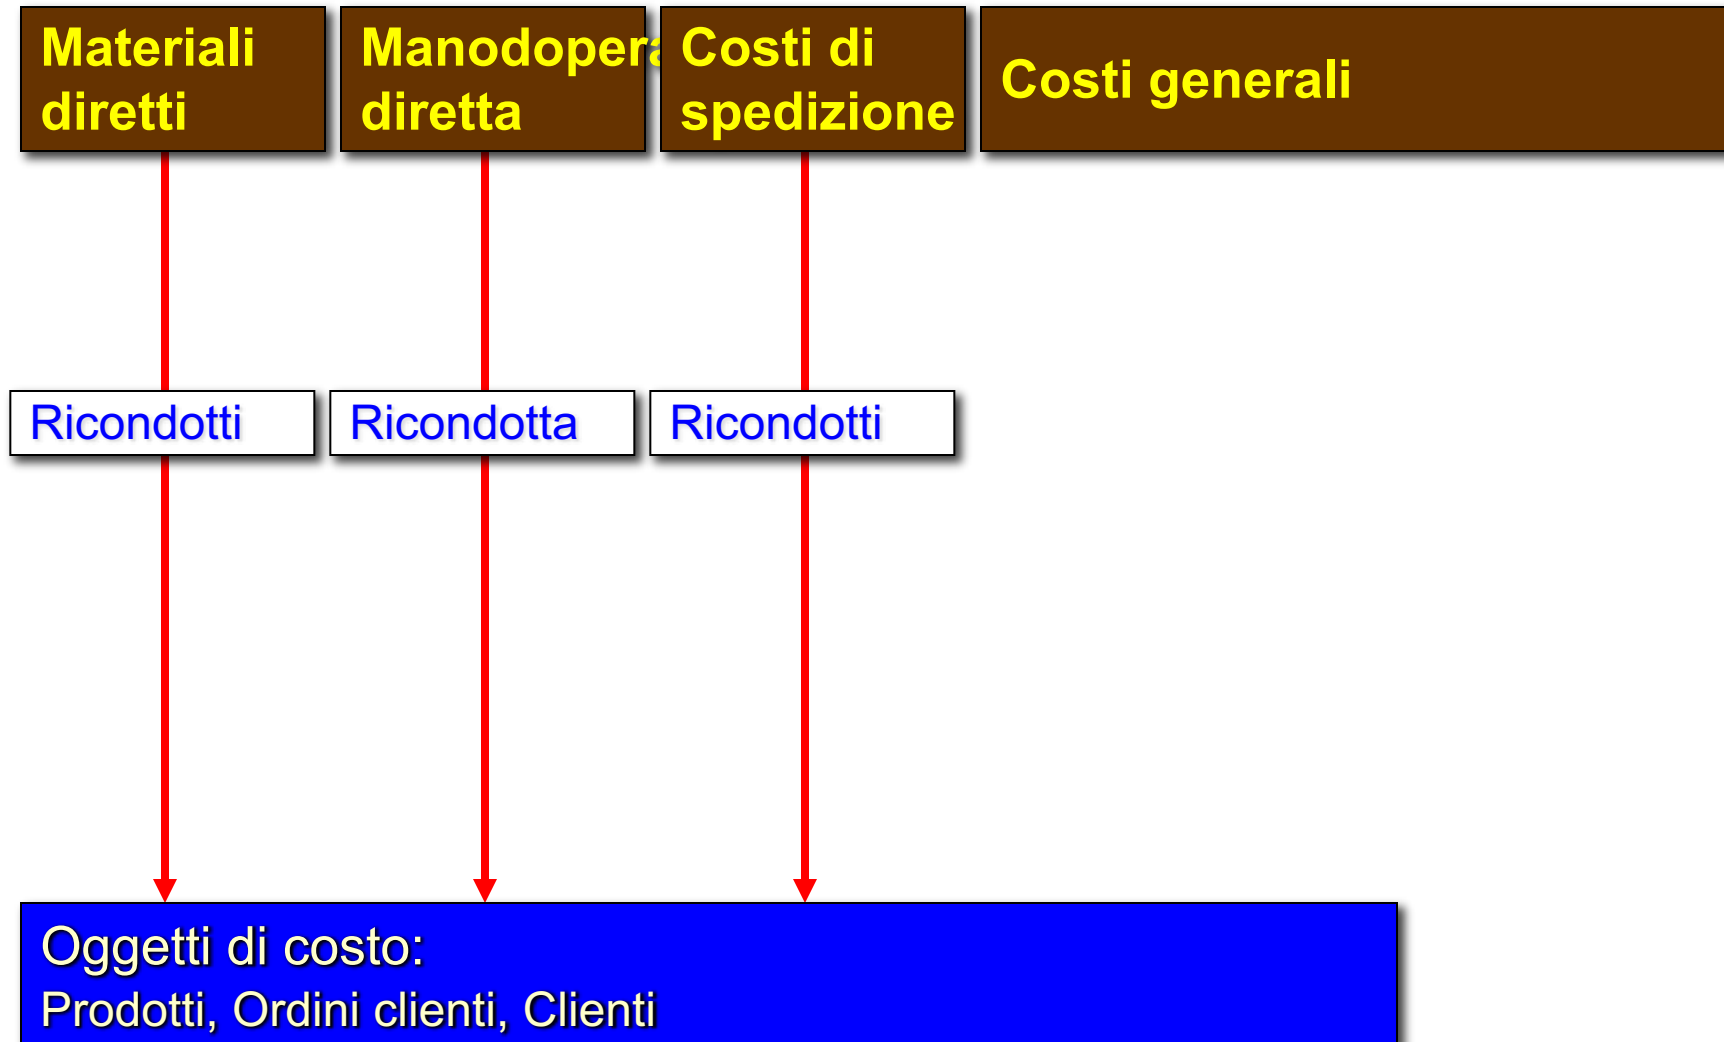 Materiali
diretti
Manodopera
diretta
Costi di
spedizione
Costi generali
Ricondotti
Ricondotta
Ricondotti
Oggetti di costo:
Prodotti, Ordini clienti, Clienti